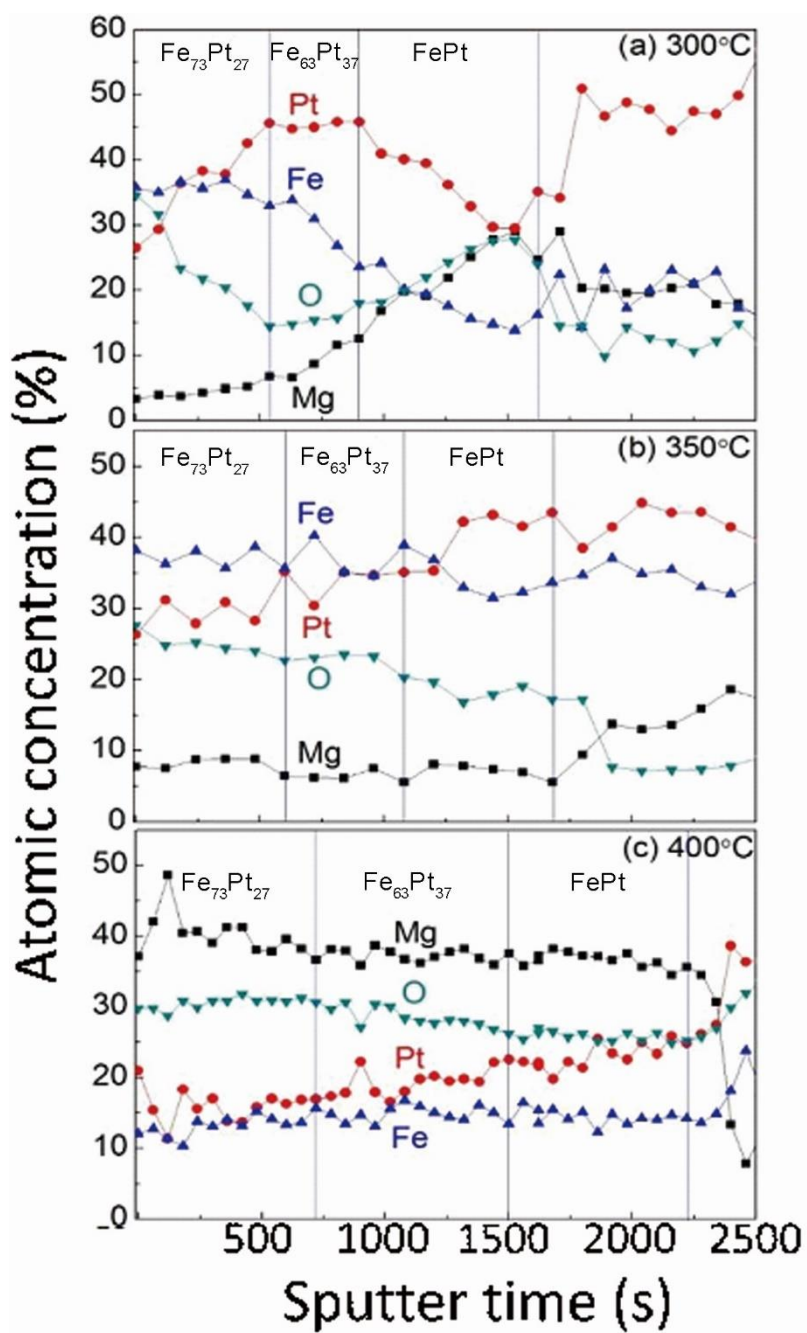 60
Fe₇₃Pt₂₇ Fe₆₃Pt₃₇ FePt (a) 300°C
50
Pt
40
Fe
30
20
O
10
Mg
0
Fe₇₃Pt₂₇ Fe₆₃Pt₃₇ FePt (b) 350°C
50
40
Fe
30
Pt
20
O
10
Mg
0
Fe₇₃Pt₂₇ Fe₆₃Pt₃₇ FePt (c) 400°C
50
Mg
40
O
30
Pt
20
Fe
10
0
500 1000 1500 2000 2500
Sputter time (s)
Atomic concentration (%)